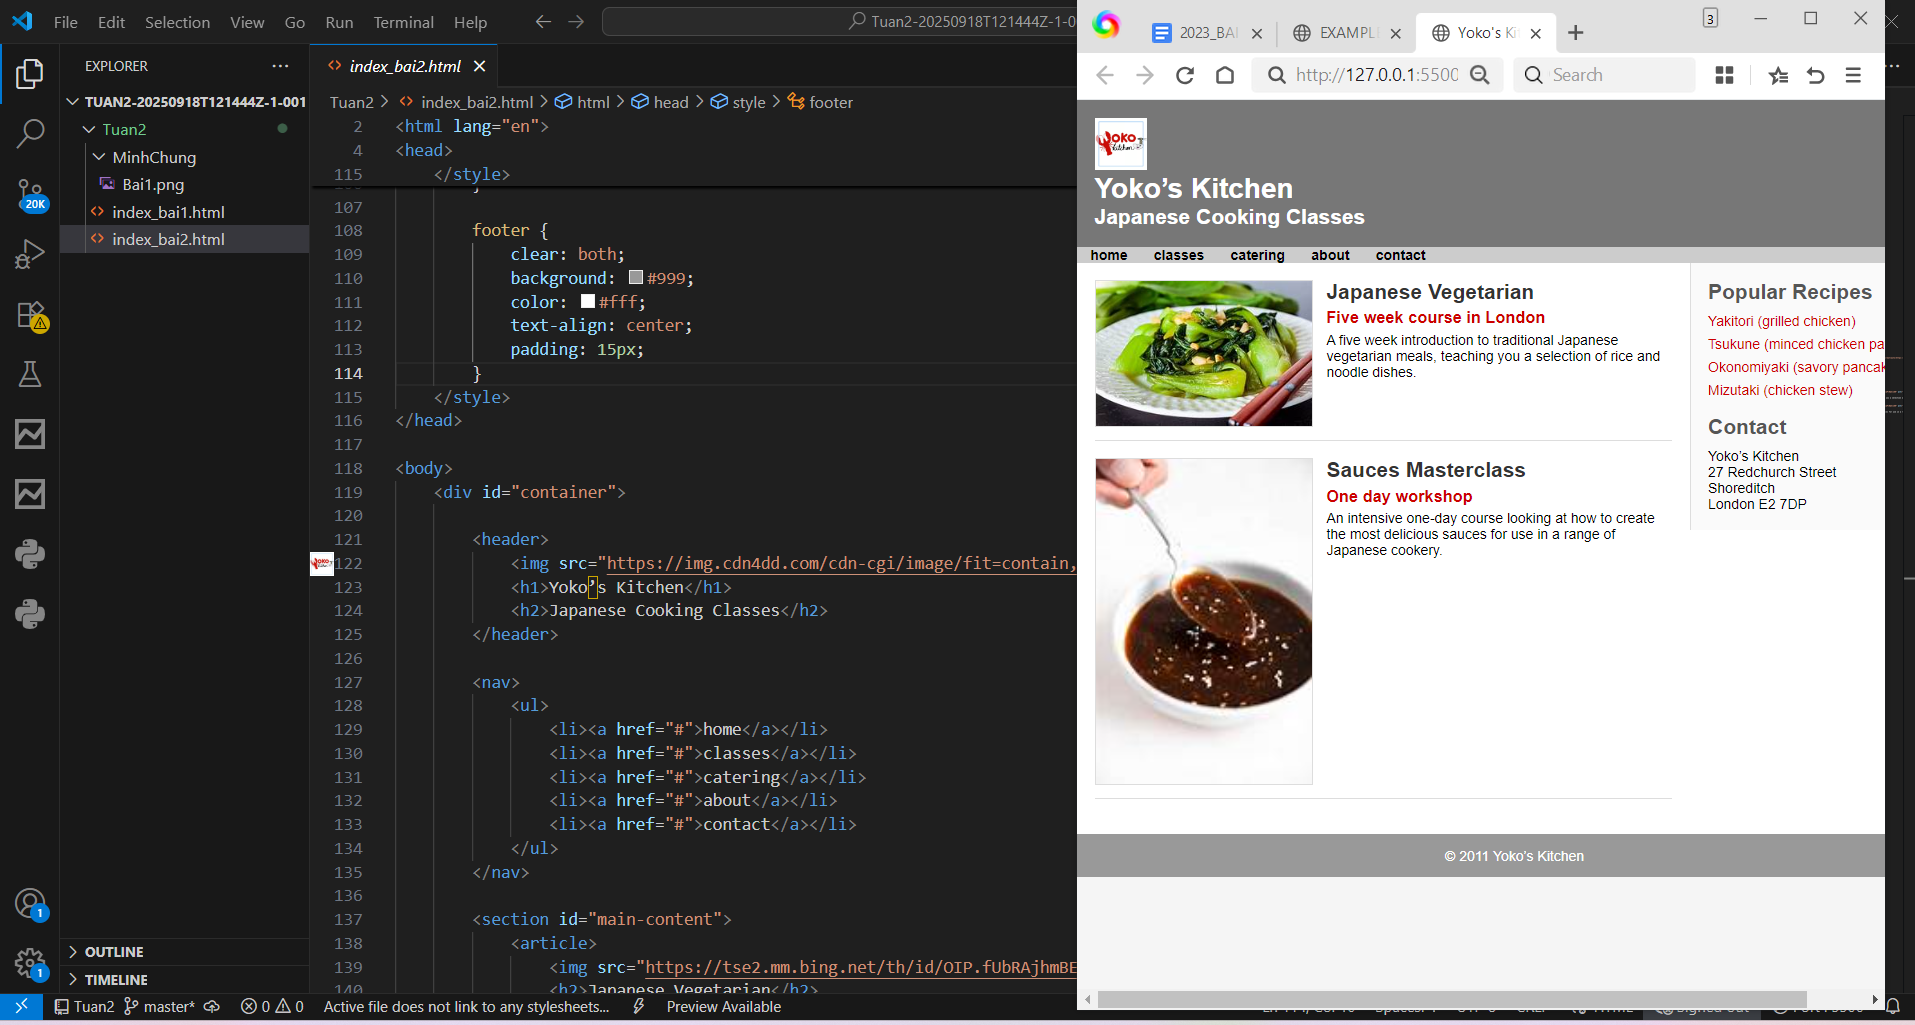 File Edit Selection View Go Run Terminal Help
Tuan2-20250918T121444Z-1-0
EXPLORER
TUAN2-20250918T121444Z-1-001
Tuan2
MinhChung
Bai1.png
index_bai1.html
index_bai2.html
OUTLINE
TIMELINE
20K
1
1
index_bai2.html
Tuan2 > index_bai2.html > html > head > style > footer
2 <html lang="en">
4 <head>
115 </style>
107
108 footer {
109 clear: both;
110 background: #999;
111 color: #fff;
112 text-align: center;
113 padding: 15px;
114 }
115 </style>
116 </head>
117
118 <body>
119 <div id="container">
120
121 <header>
122 <img src="https://img.cdn4dd.com/cdn-cgi/image/fit=contain,
123 <h1>Yoko’s Kitchen</h1>
124 <h2>Japanese Cooking Classes</h2>
125 </header>
126
127 <nav>
128 <ul>
129 <li><a href="#">home</a></li>
130 <li><a href="#">classes</a></li>
131 <li><a href="#">catering</a></li>
132 <li><a href="#">about</a></li>
133 <li><a href="#">contact</a></li>
134 </ul>
135 </nav>
136
137 <section id="main-content">
138 <article>
139 <img src="https://tse2.mm.bing.net/th/id/OIP.fUbRAjhmBE
140 <h2>Japanese Vegetarian</h2>
Tuan2 master* 0 0 Active file does not link to any stylesheets... Preview Available
3
2023_BAI
EXAMPL
Yoko's Ki
http://127.0.0.1:5500
Search
YOKO
Kitchen
Yoko’s Kitchen
Japanese Cooking Classes
home classes catering about contact
Japanese Vegetarian
Five week course in London
A five week introduction to traditional Japanese
vegetarian meals, teaching you a selection of rice and
noodle dishes.
Sauces Masterclass
One day workshop
An intensive one-day course looking at how to create
the most delicious sauces for use in a range of
Japanese cookery.
Popular Recipes
Yakitori (grilled chicken)
Tsukune (minced chicken pa
Okonomiyaki (savory pancak
Mizutaki (chicken stew)
Contact
Yoko’s Kitchen
27 Redchurch Street
Shoreditch
London E2 7DP
© 2011 Yoko’s Kitchen